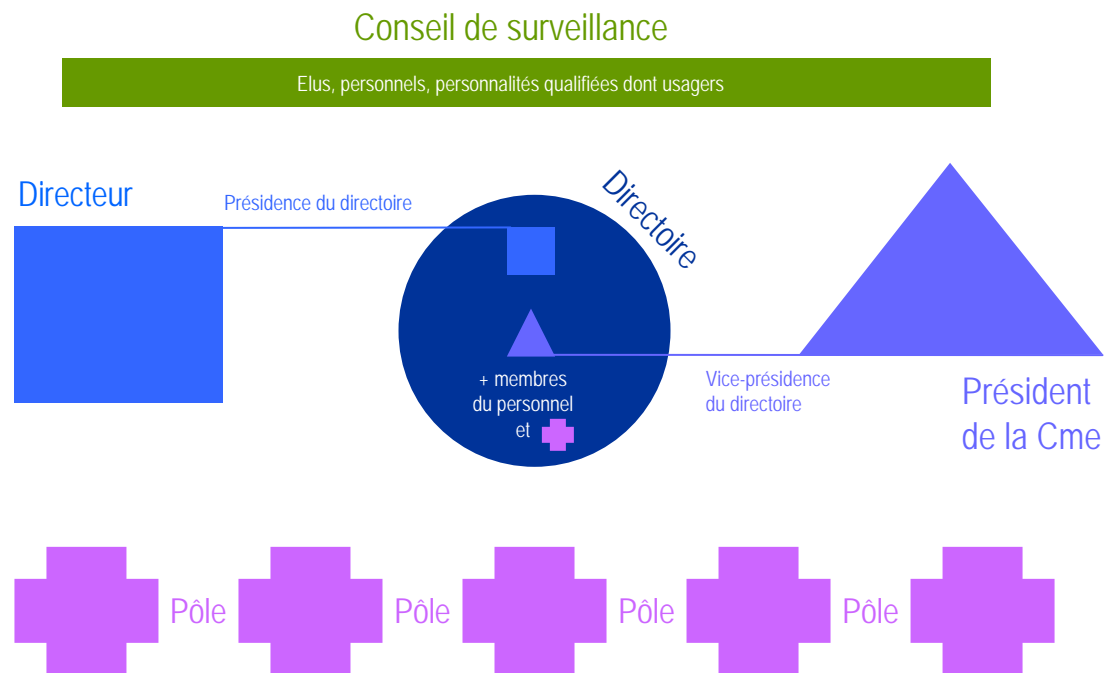 Conseil de surveillance
Elus, personnels, personnalités qualifiées dont usagers
Directeur
Présidence du directoire
Directoire
+ membres
du personnel
et
Vice-présidence
du directoire
Président
de la Cme
Pôle
Pôle
Pôle
Pôle